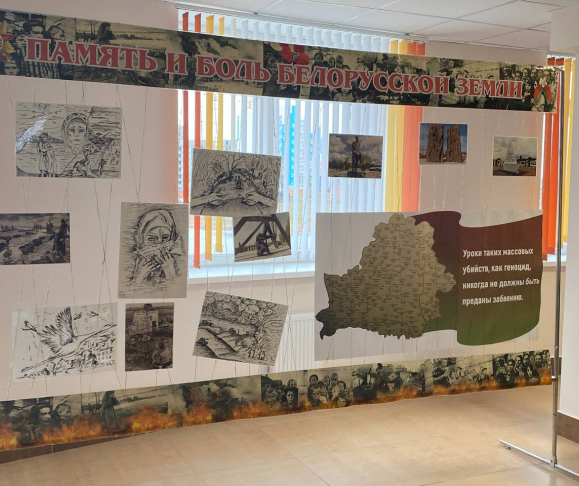 ПАМЯТЬ И БОЛЬ БЕЛОРУССКОЙ ЗЕМЛИ
Уроки таких массовых
убийств, как геноцид,
никогда не должны быть
преданы забвению.